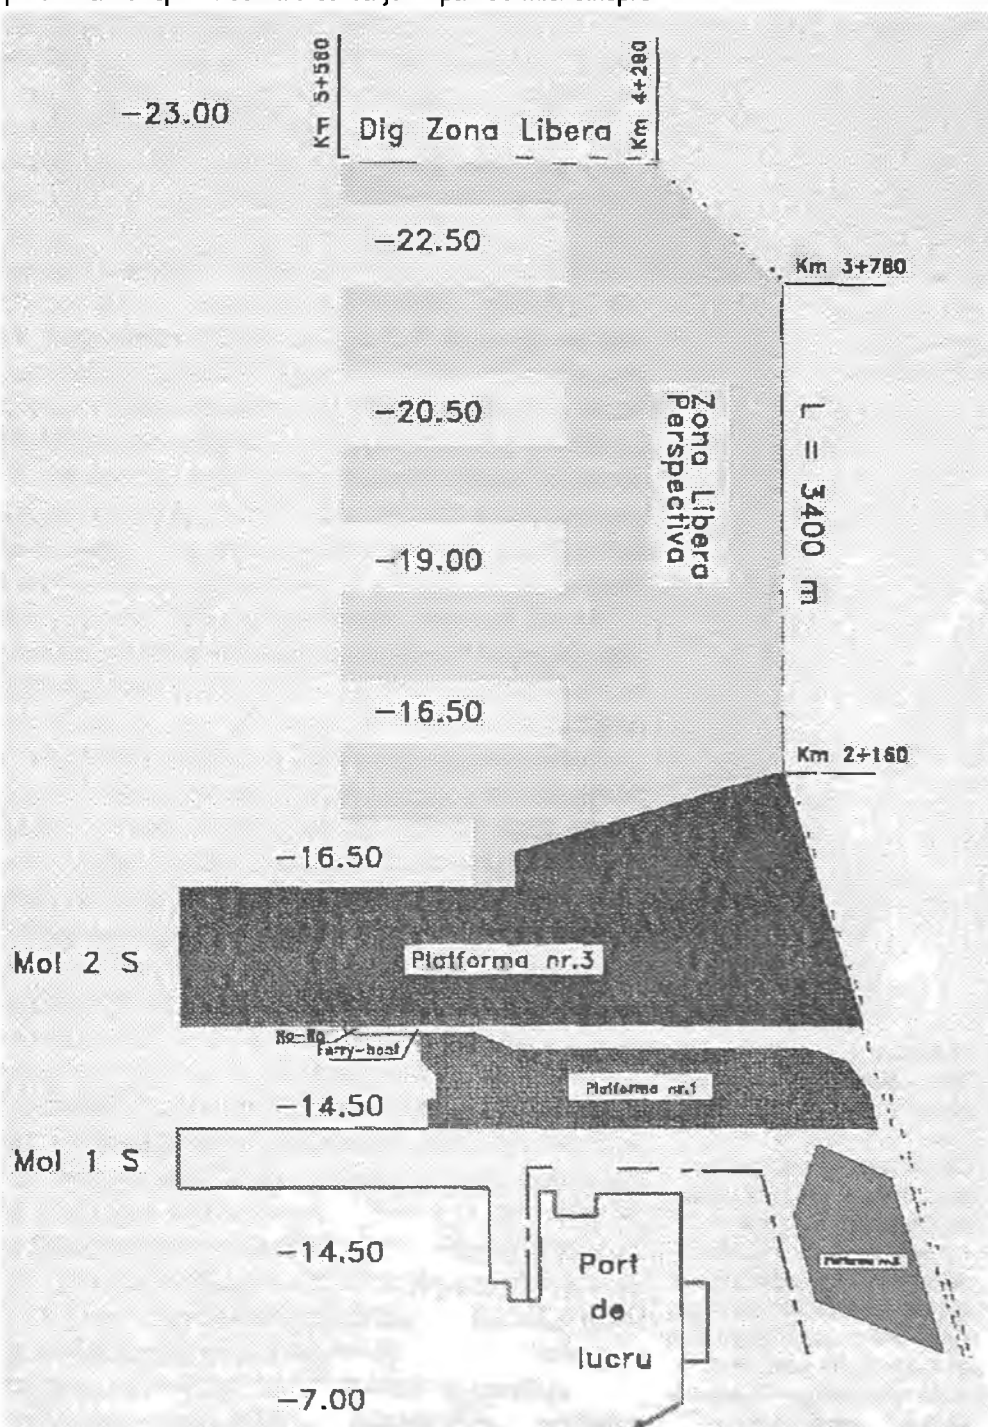 Km 5+560
Km 4+280
-23.00
Dig Zona Libera
-22.50
Km 3+780
-20.50
Zona Libera
Perspectiva
L = 3400 m
-19.00
-16.50
Km 2+160
-16.50
Mol 2 S
Platforma nr.3
Ro-Ro
Ferry-boat
Platforma nr.1
-14.50
Mol 1 S
-14.50
Port
de
lucru
Platforma
-7.00